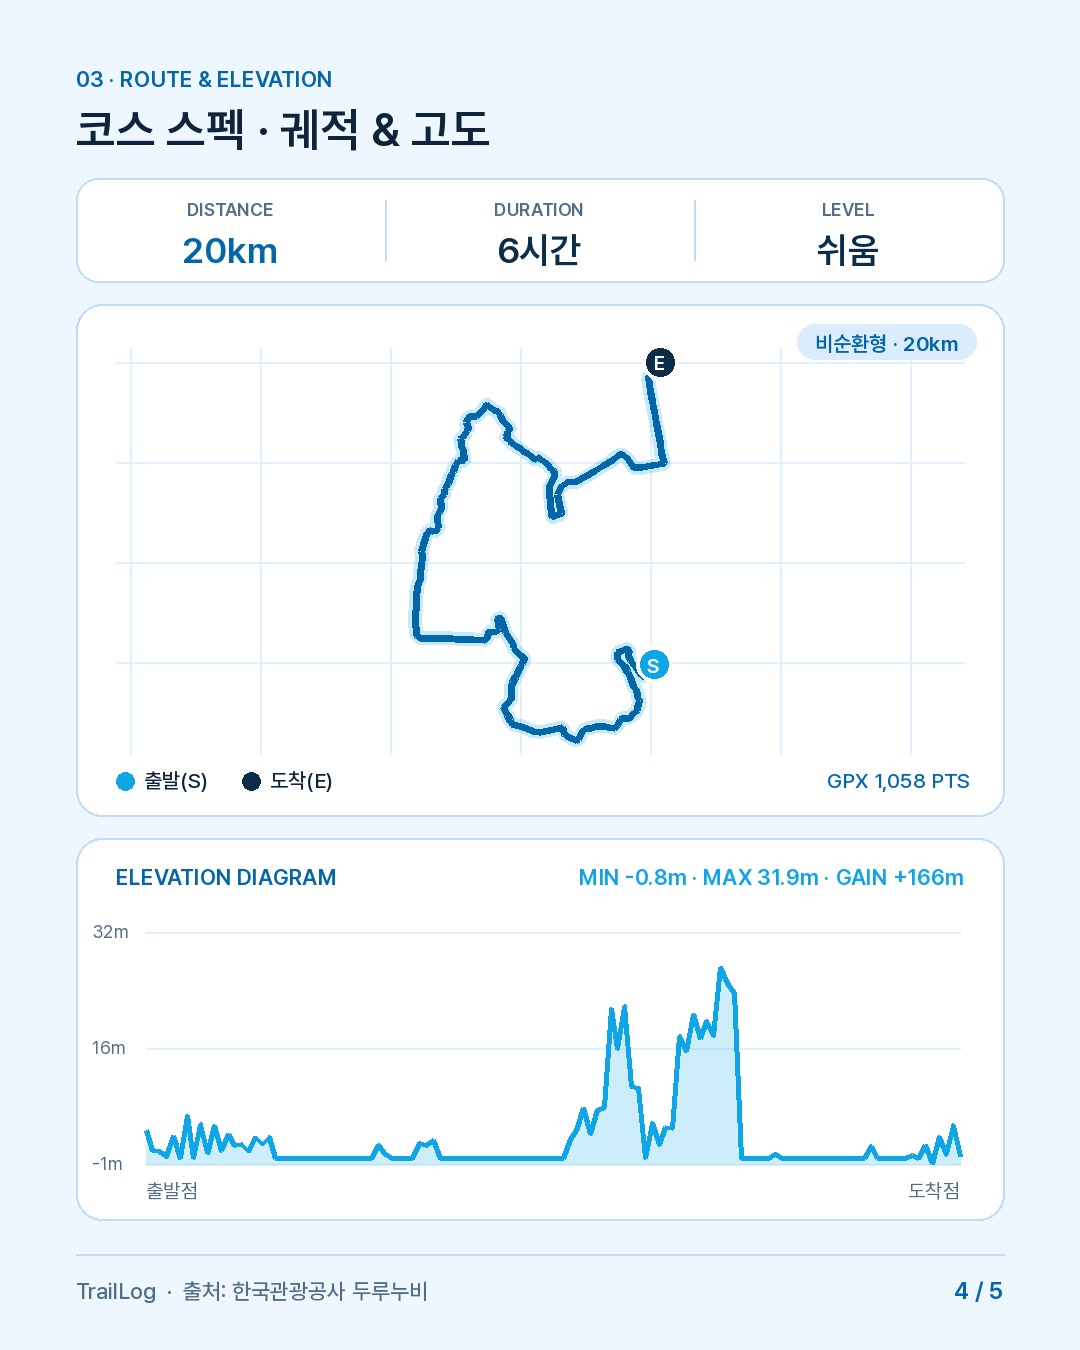 03 · ROUTE & ELEVATION
코스 스펙 · 궤적 & 고도
DISTANCE
20km
DURATION
6시간
LEVEL
쉬움
비순환형 · 20km
E
S
출발(S)
도착(E)
GPX 1,058 PTS
ELEVATION DIAGRAM
MIN -0.8m · MAX 31.9m · GAIN +166m
32m
16m
-1m
출발점
도착점
TrailLog · 출처: 한국관광공사 두루누비
4 / 5